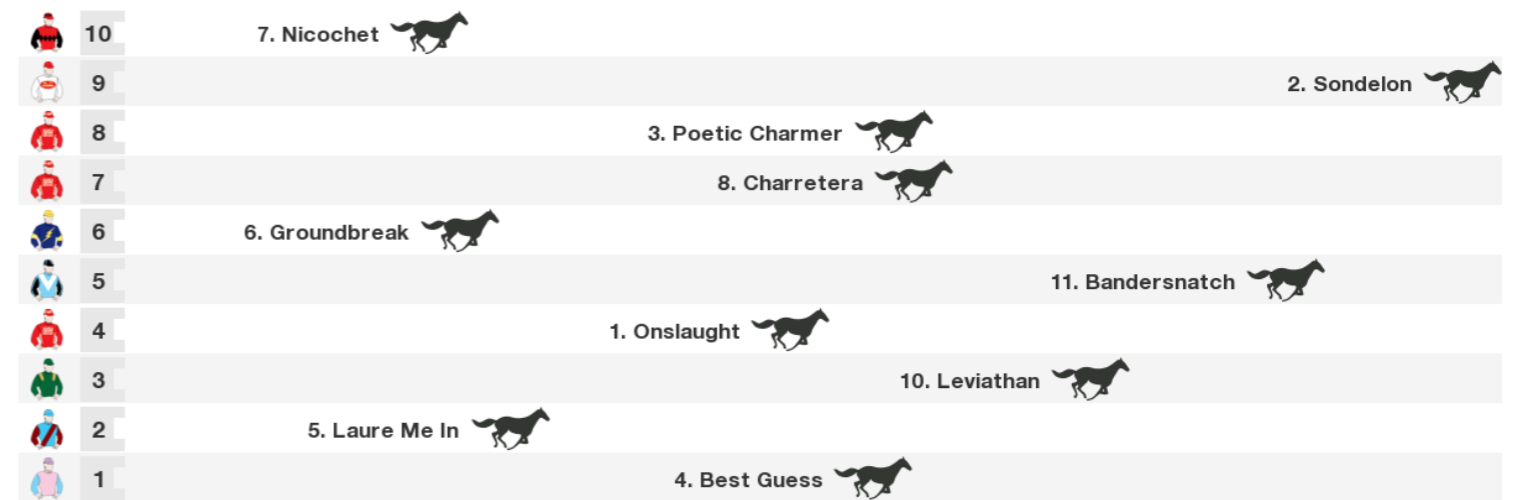 10 7. Nicochet
9 2. Sondelon
8 3. Poetic Charmer
7 8. Charretera
6 6. Groundbreak
5 11. Bandersnatch
4 1. Onslaught
3 10. Leviathan
2 5. Laure Me In
1 4. Best Guess